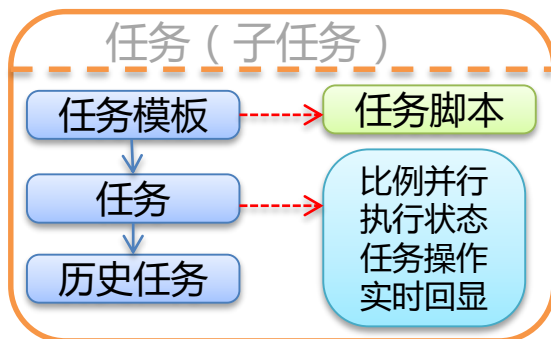 任务（子任务）
任务模板
任务脚本
任务
比例并行
执行状态
任务操作
实时回显
历史任务